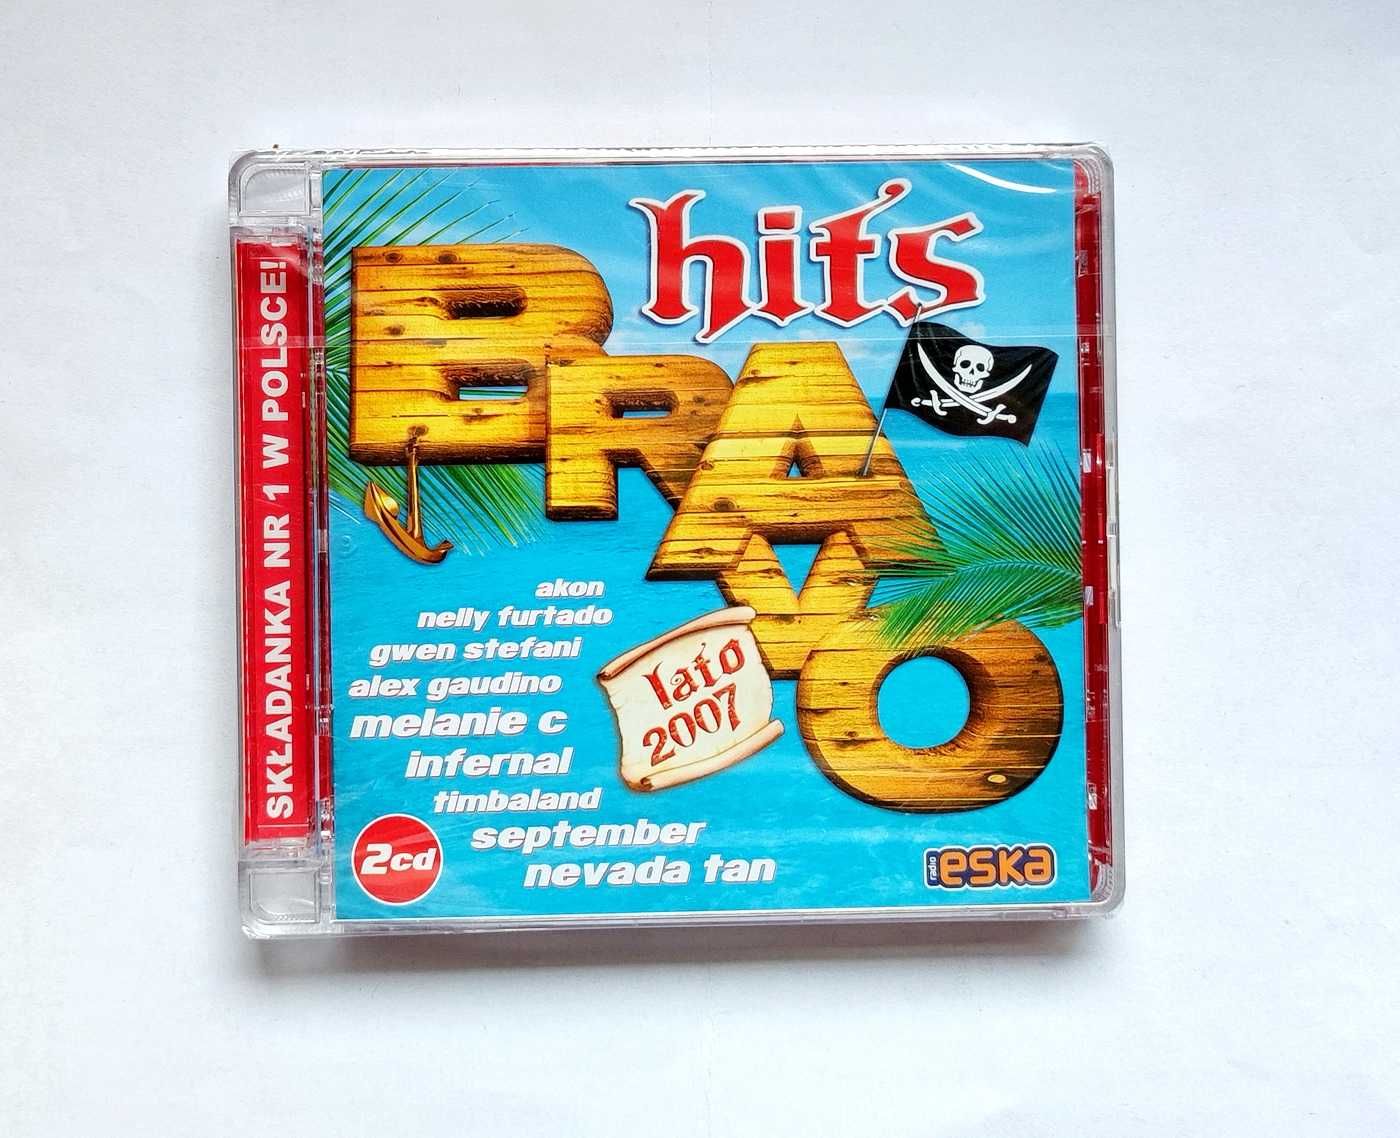 SKŁADANKA NR 1 W POLSCE!
hits
BRAVO
akon
nelly furtado
gwen stefani
alex gaudino
melanie c
infernal
timbaland
september
nevada tan
lato
2007
2cd
radio eska